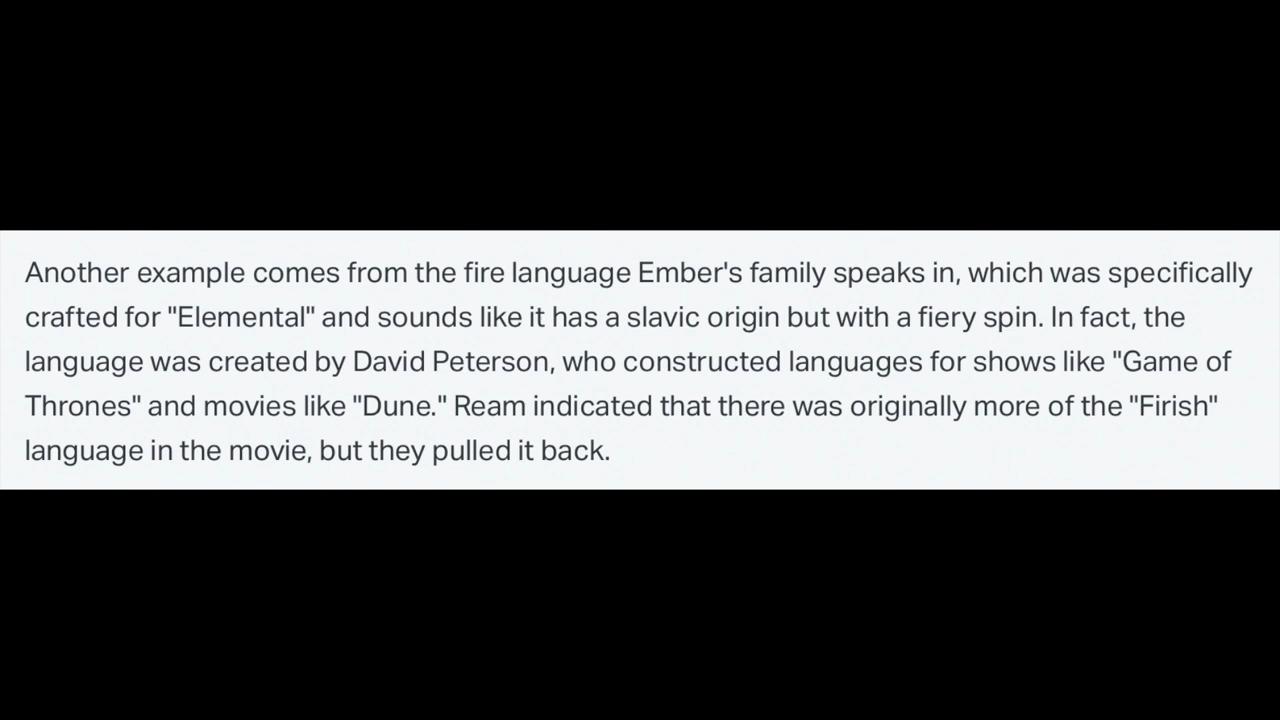 Another example comes from the fire language Ember's family speaks in, which was specifically
crafted for "Elemental" and sounds like it has a slavic origin but with a fiery spin. In fact, the
language was created by David Peterson, who constructed languages for shows like "Game of
Thrones" and movies like "Dune." Ream indicated that there was originally more of the "Firish"
language in the movie, but they pulled it back.